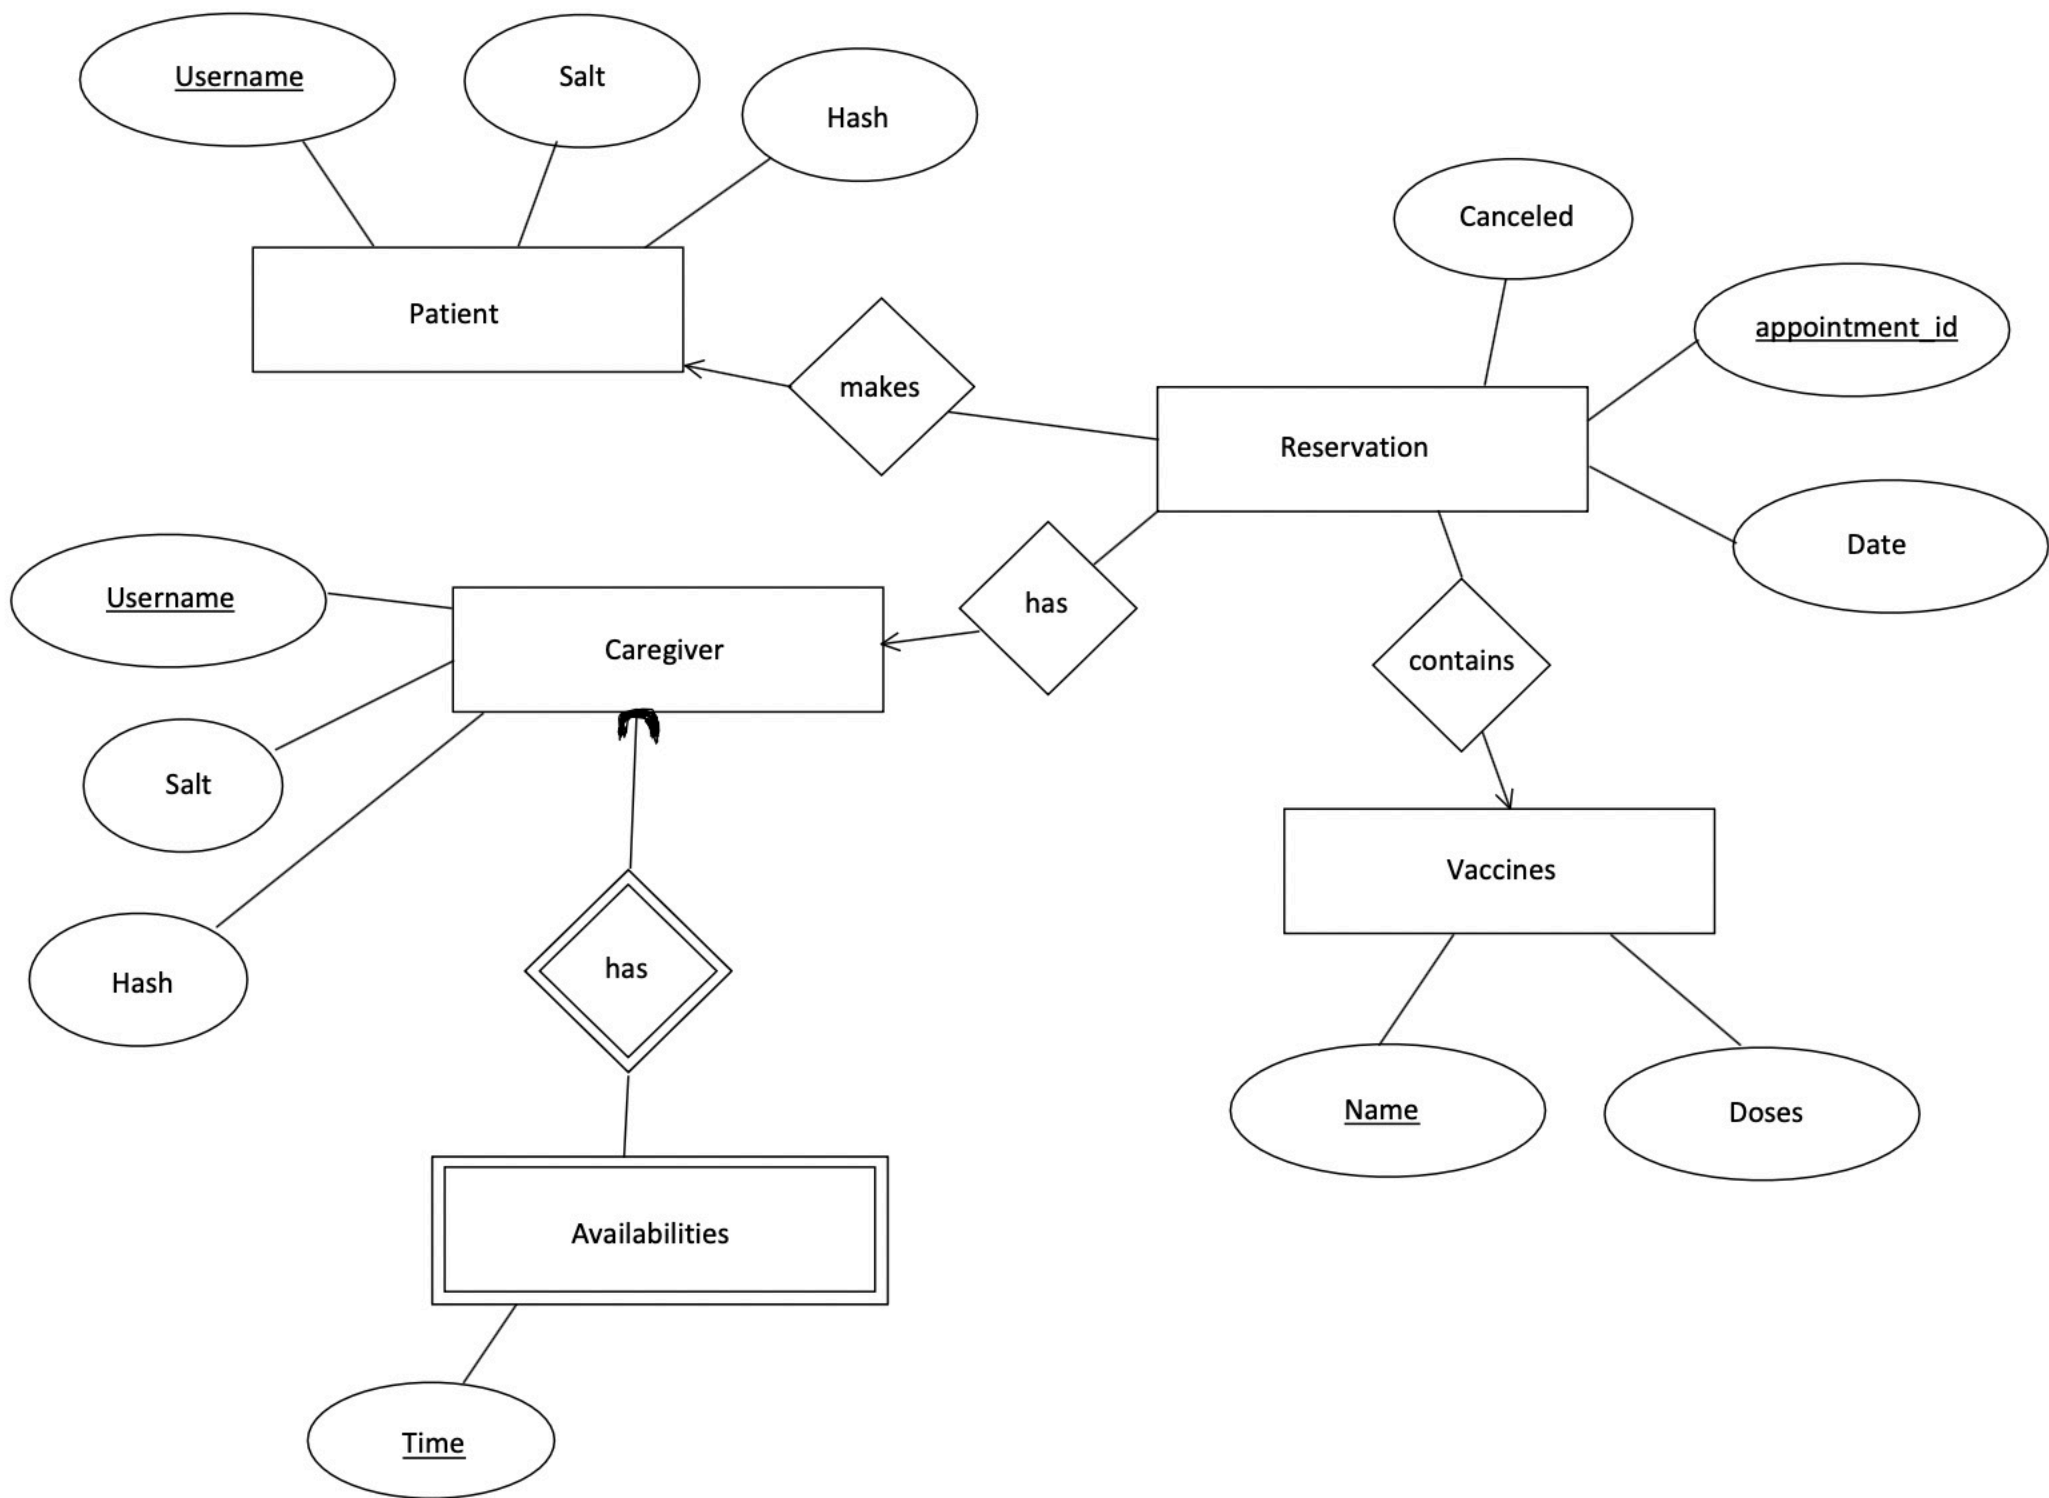 Username
Salt
Hash
Canceled
Patient
appointment_id
makes
Reservation
Date
Username
Caregiver
has
contains
Salt
Vaccines
Hash
has
Name
Doses
Availabilities
Time